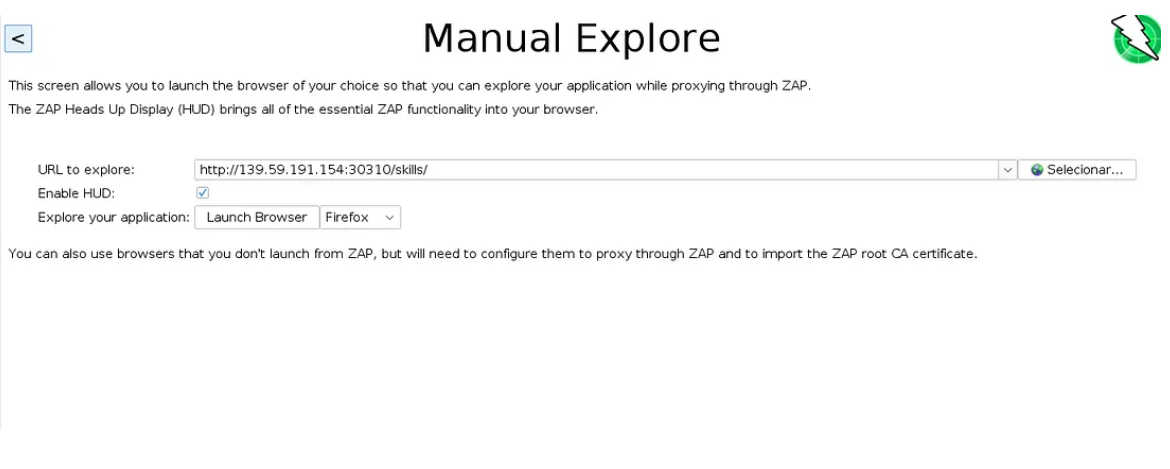 <
Manual Explore
This screen allows you to launch the browser of your choice so that you can explore your application while proxying through ZAP.
The ZAP Heads Up Display (HUD) brings all of the essential ZAP functionality into your browser.
URL to explore: http://139.59.191.154:30310/skills/ Selecionar...
Enable HUD:
Explore your application: Launch Browser Firefox
You can also use browsers that you don't launch from ZAP, but will need to configure them to proxy through ZAP and to import the ZAP root CA certificate.